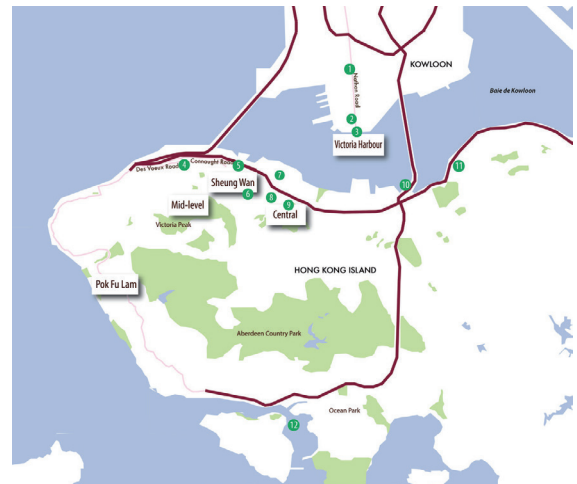 1
KOWLOON
Nathan Road
Baie de Kowloon
2
3
Victoria Harbour
4
Des Voeux Road
Connought Road
5
7
11
Sheung Wan
10
6
8
Mid-level
9
Central
Victoria Peak
HONG KONG ISLAND
Pok Fu Lam
Aberdeen Country Park
Ocean Park
12